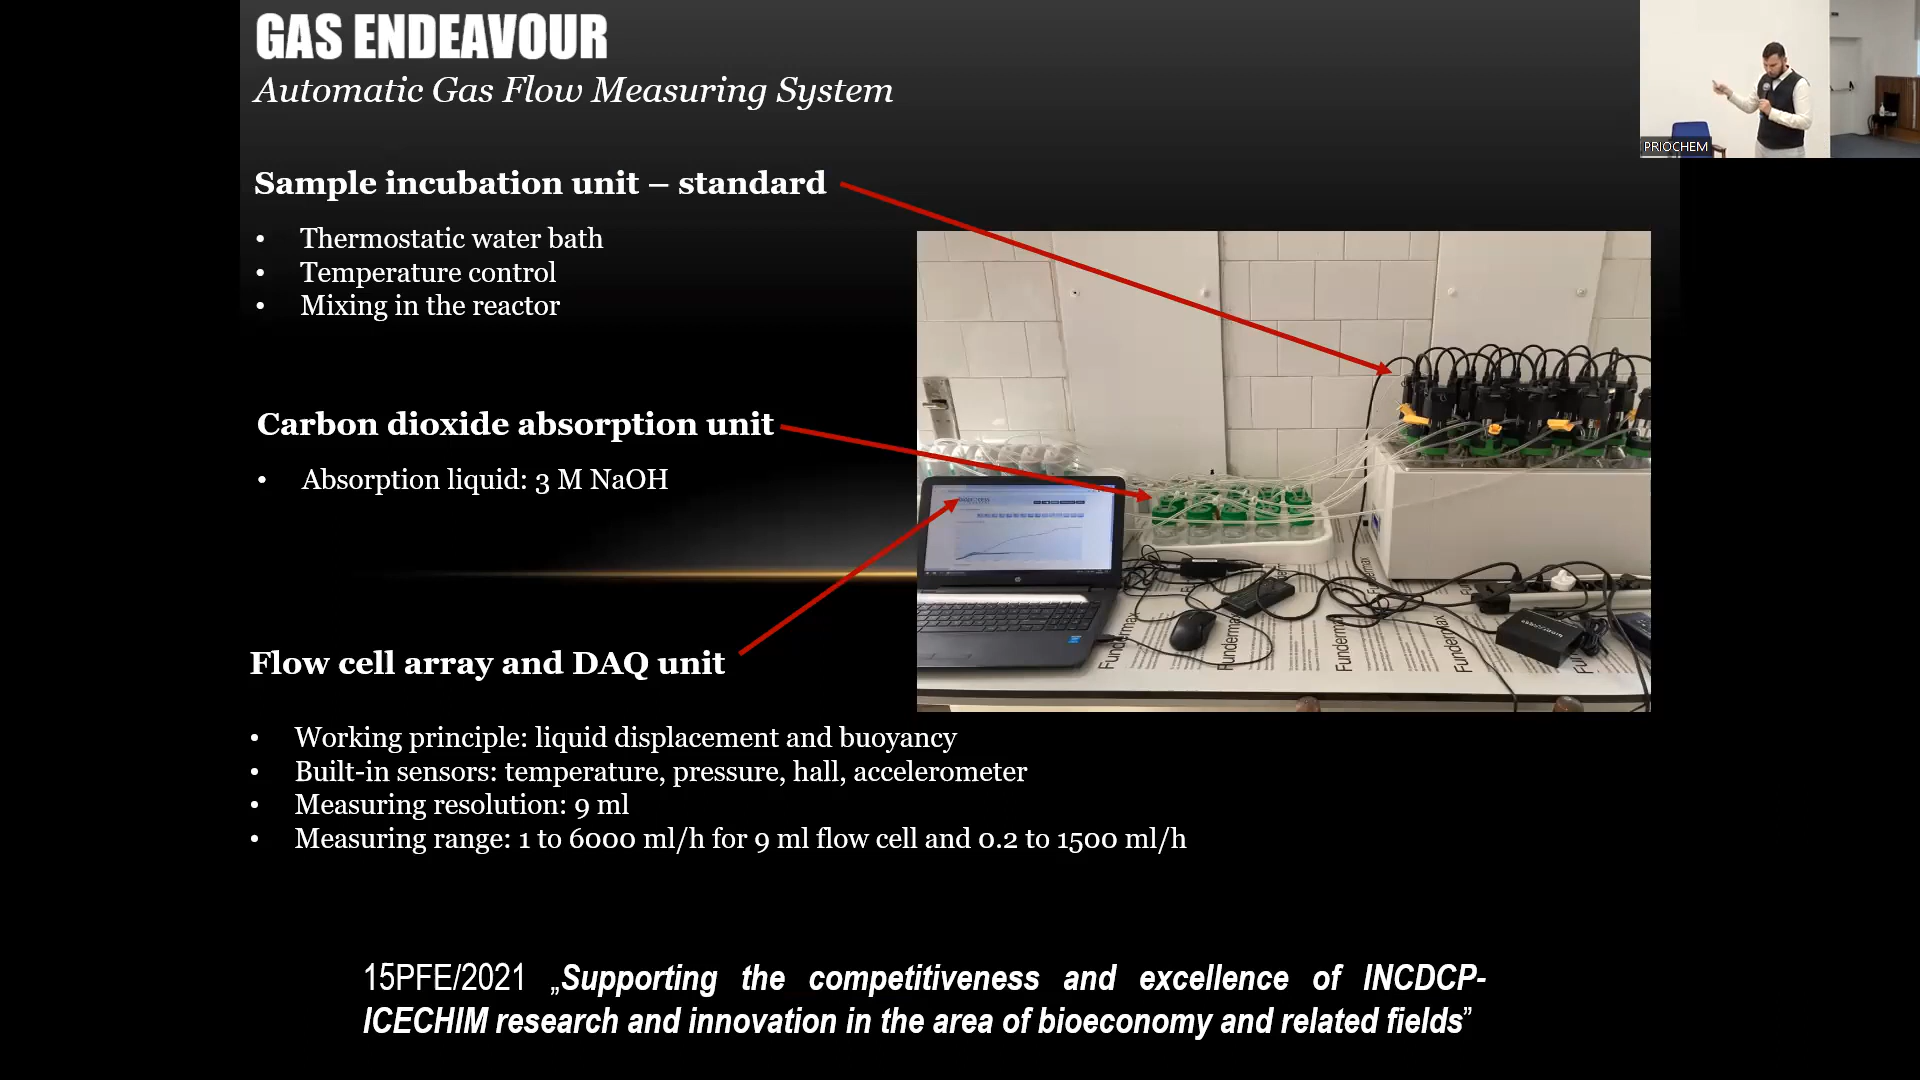 GAS ENDEAVOUR
Automatic Gas Flow Measuring System
PRIOCHEM
Sample incubation unit – standard
• Thermostatic water bath
• Temperature control
• Mixing in the reactor
Carbon dioxide absorption unit
• Absorption liquid: 3 M NaOH
Flow cell array and DAQ unit
• Working principle: liquid displacement and buoyancy
• Built-in sensors: temperature, pressure, hall, accelerometer
• Measuring resolution: 9 ml
• Measuring range: 1 to 6000 ml/h for 9 ml flow cell and 0.2 to 1500 ml/h
Fundermax
Fundermax
Fundermax
Fundermax
15PFE/2021 „Supporting the competitiveness and excellence of INCDCP-
ICECHIM research and innovation in the area of bioeconomy and related fields”